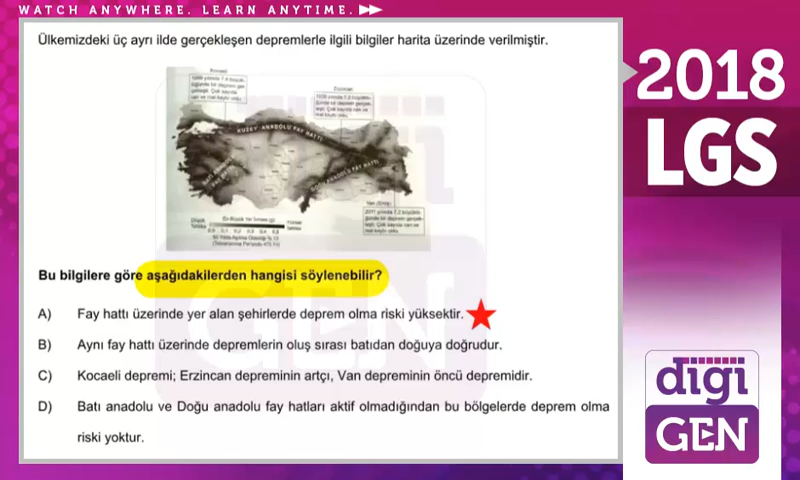 WATCH ANYWHERE. LEARN ANYTIME.
Ülkemizdeki üç ayrı ilde gerçekleşen depremlerle ilgili bilgiler harita üzerinde verilmiştir.
2018
LGS
Kocaeli
Erzincan
KUZEY ANADOLU FAY HATTI
DOĞU ANADOLU FAY HATTI
Bu bilgilere göre aşağıdakilerden hangisi söylenebilir?
A) Fay hattı üzerinde yer alan şehirlerde deprem olma riski yüksektir.
B) Aynı fay hattı üzerinde depremlerin oluş sırası batıdan doğuya doğrudur.
C) Kocaeli depremi; Erzincan depreminin artçı, Van depreminin öncü depremidir.
D) Batı anadolu ve Doğu anadolu fay hatları aktif olmadığından bu bölgelerde deprem olma
riski yoktur.
digi
GEN